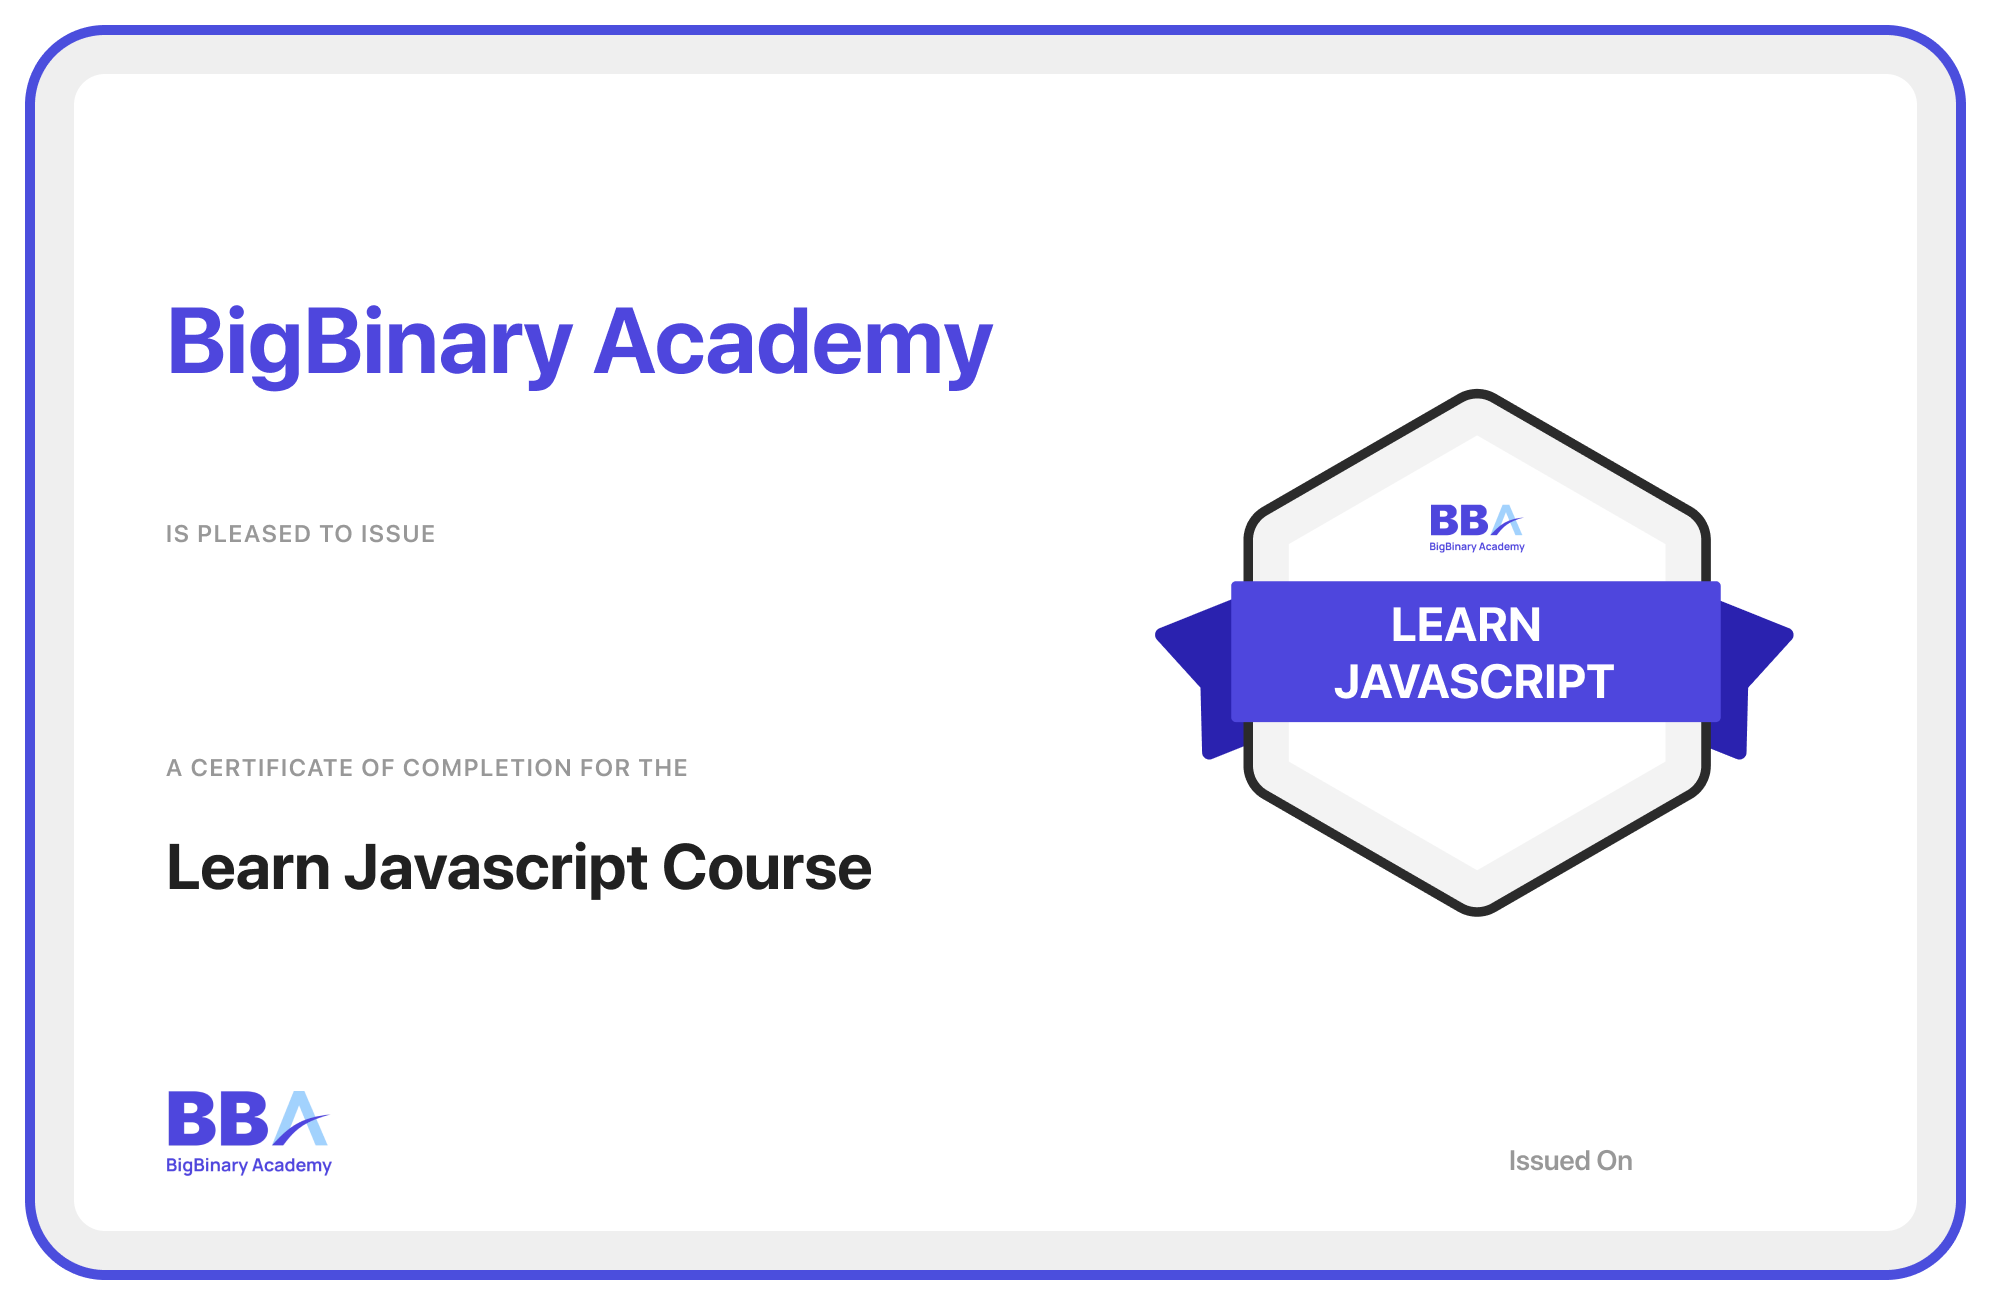 BigBinary Academy
IS PLEASED TO ISSUE
A CERTIFICATE OF COMPLETION FOR THE
Learn Javascript Course
BBA
BigBinary Academy
LEARN
JAVASCRIPT
BBA
BigBinary Academy
Issued On